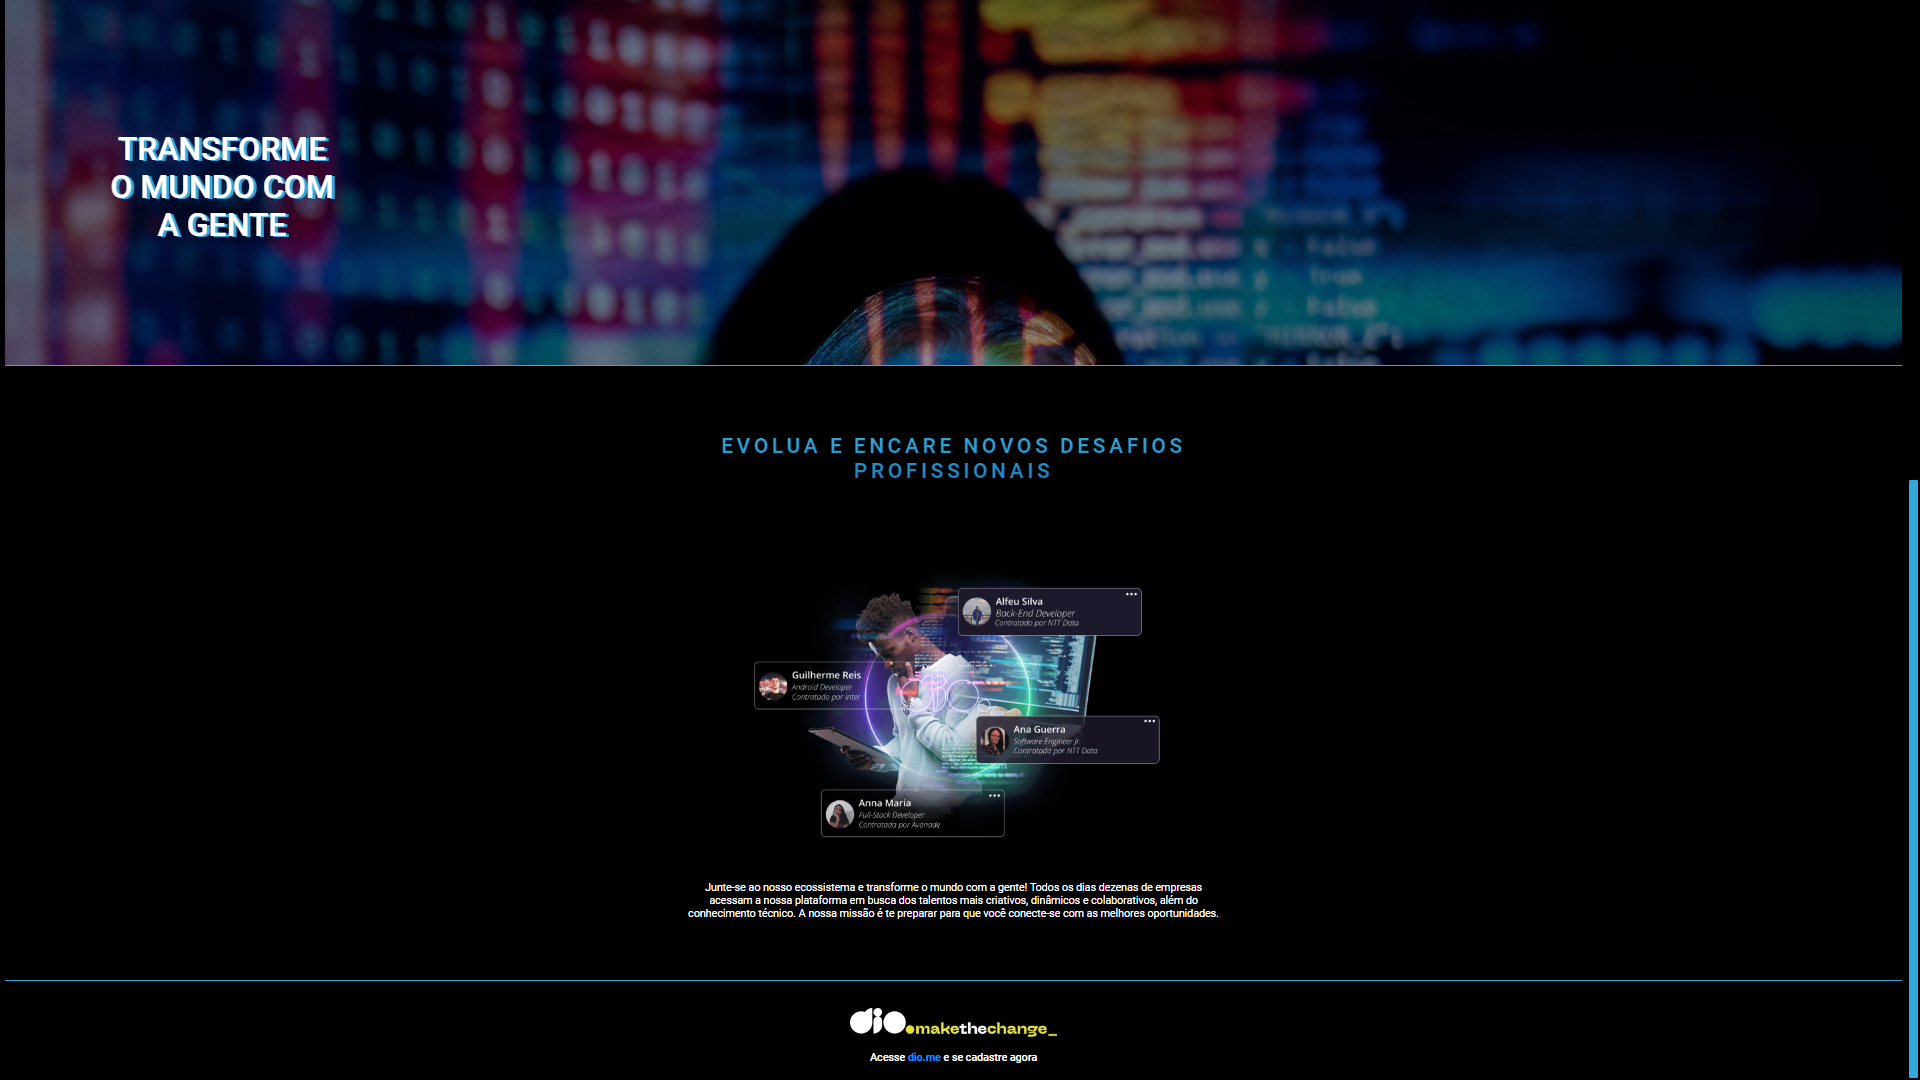 TRANSFORME
O MUNDO COM
A GENTE
EVOLUA E ENCARE NOVOS DESAFIOS
PROFISSIONAIS
Alfeu Silva
Back-End Developer
Contratado por NTT Data
Guilherme Reis
Android Developer
Contratado por Inter
dio.
Ana Guerra
Software Engineer Jr.
Contratada por NTT Data
Anna Maria
Full-Stack Developer
Contratada por Avanade
Junte-se ao nosso ecossistema e transforme o mundo com a gente! Todos os dias dezenas de empresas
acessam a nossa plataforma em busca dos talentos mais criativos, dinâmicos e colaborativos, além do
conhecimento técnico. A nossa missão é te preparar para que você conecte-se com as melhores oportunidades.
dio.makethechange_
Acesse dio.me e se cadastre agora